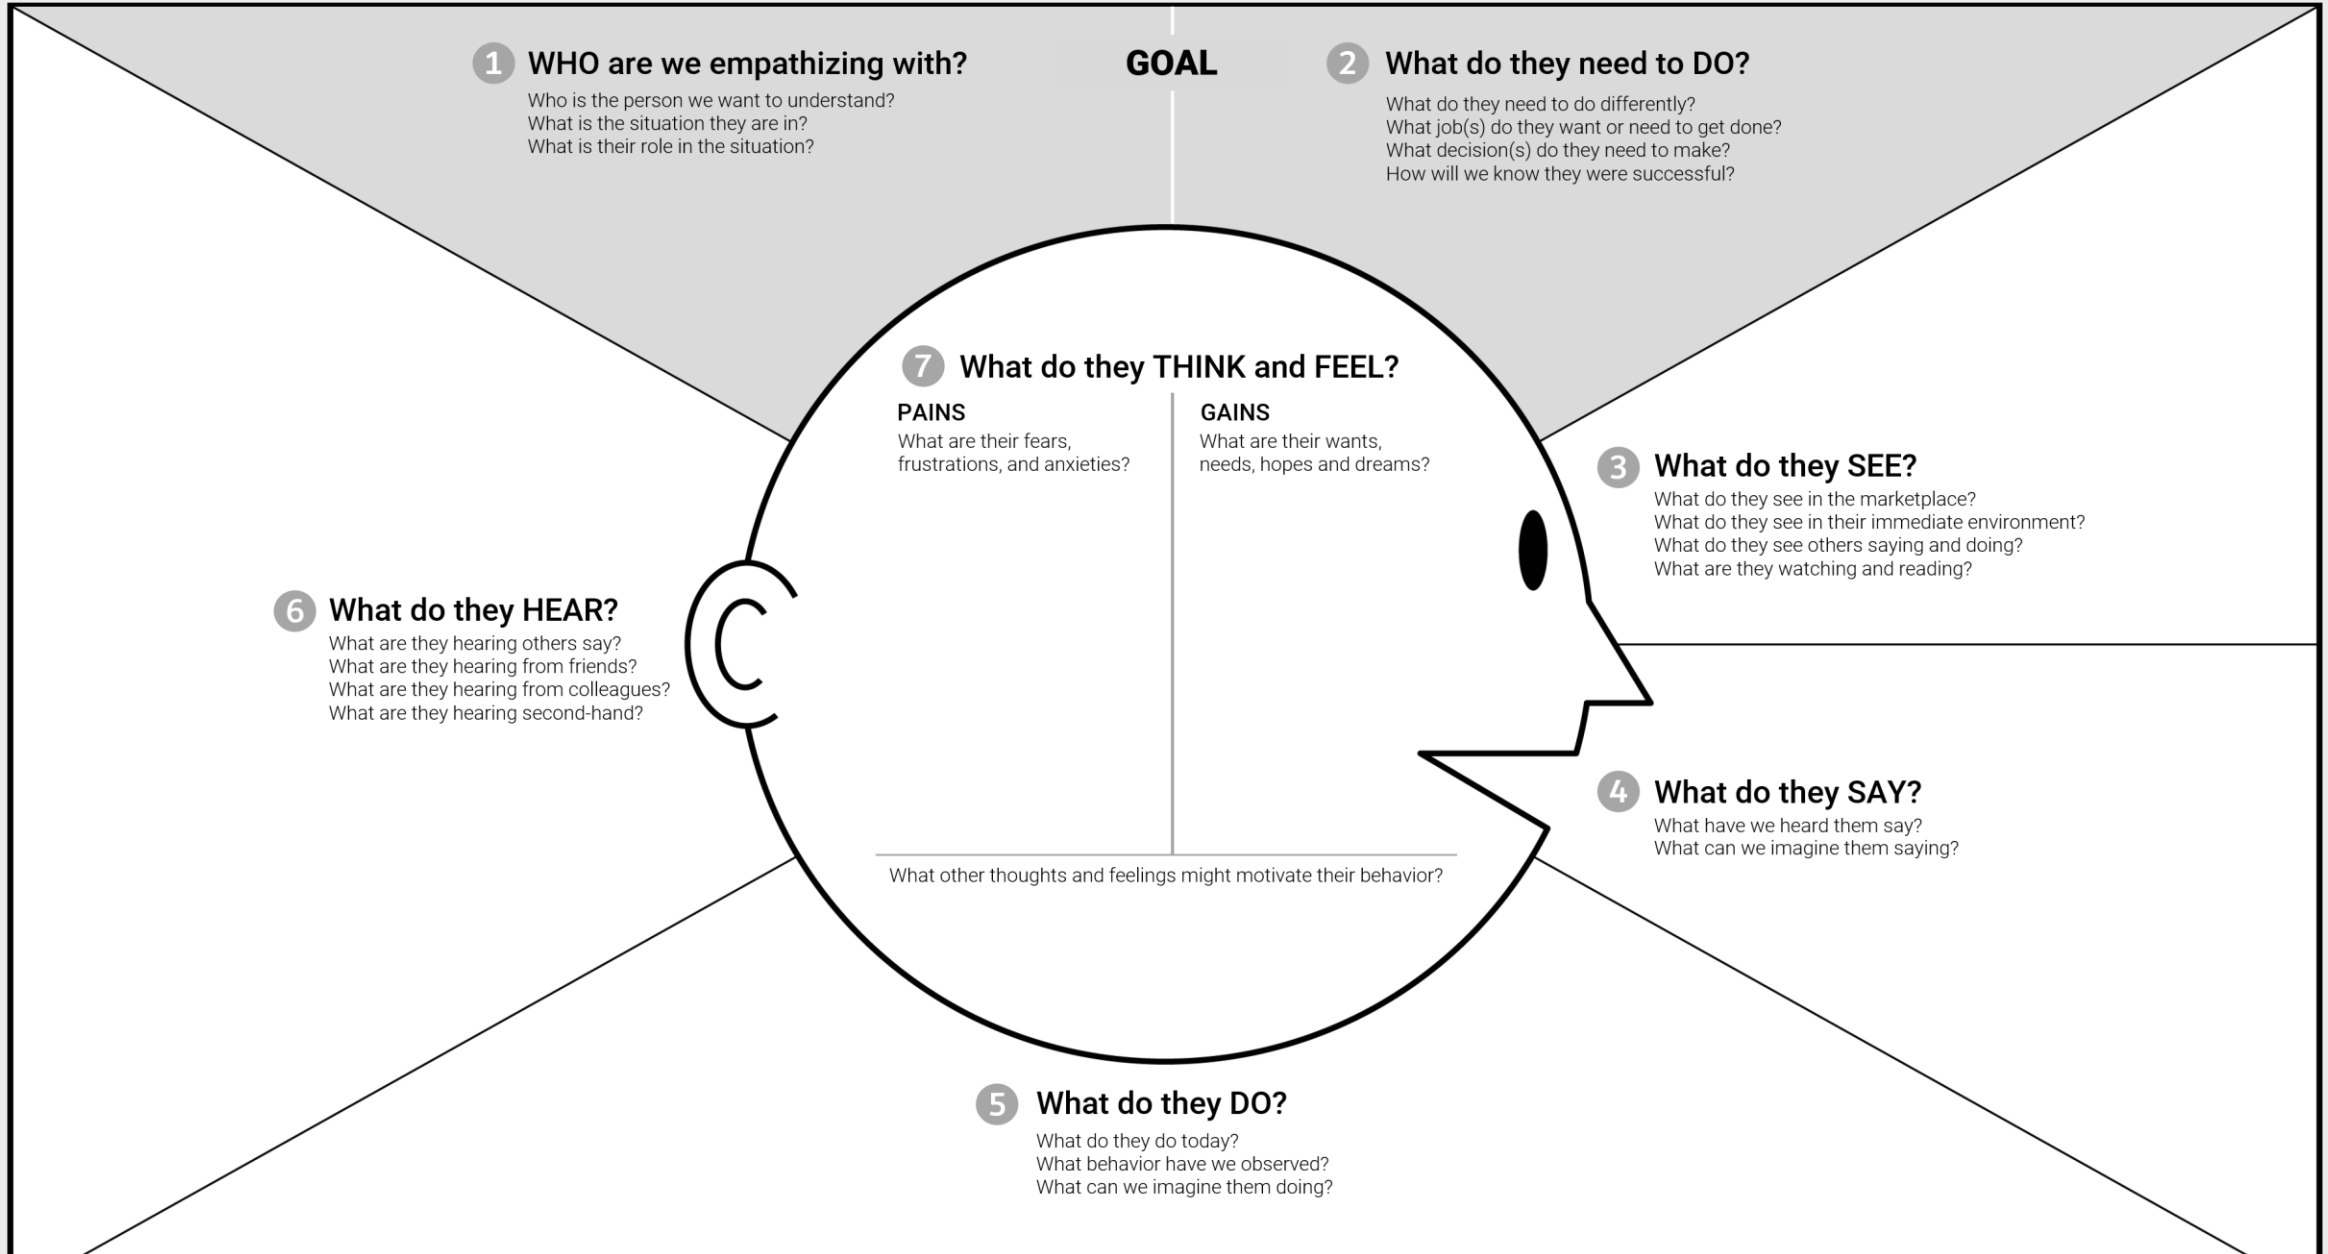 GOAL
1 WHO are we empathizing with?
Who is the person we want to understand?
What is the situation they are in?
What is their role in the situation?
2 What do they need to DO?
What do they need to do differently?
What job(s) do they want or need to get done?
What decision(s) do they need to make?
How will we know they were successful?
3 What do they SEE?
What do they see in the marketplace?
What do they see in their immediate environment?
What do they see others saying and doing?
What are they watching and reading?
4 What do they SAY?
What have we heard them say?
What can we imagine them saying?
5 What do they DO?
What do they do today?
What behavior have we observed?
What can we imagine them doing?
6 What do they HEAR?
What are they hearing others say?
What are they hearing from friends?
What are they hearing from colleagues?
What are they hearing second-hand?
7 What do they THINK and FEEL?
PAINS
What are their fears,
frustrations, and anxieties?
GAINS
What are their wants,
needs, hopes and dreams?
What other thoughts and feelings might motivate their behavior?